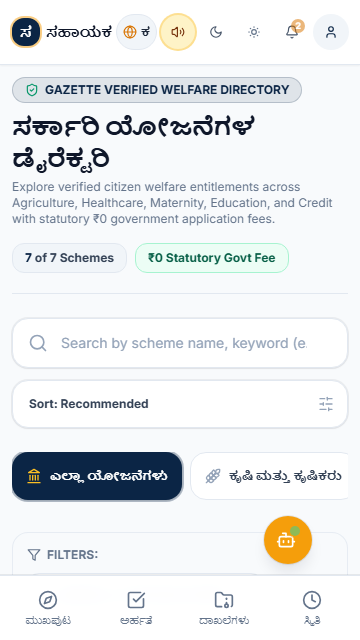 ಸ ಸಹಾಯಕ ಕ 2
GAZETTE VERIFIED WELFARE DIRECTORY
ಸರ್ಕಾರಿ ಯೋಜನೆಗಳ
ಡೈರೆಕ್ಟರಿ
Explore verified citizen welfare entitlements across
Agriculture, Healthcare, Maternity, Education, and Credit
with statutory ₹0 government application fees.
7 of 7 Schemes ₹0 Statutory Govt Fee
Search by scheme name, keyword (e
Sort: Recommended
ಎಲ್ಲಾ ಯೋಜನೆಗಳು ಕೃಷಿ ಮತ್ತು ಕೃಷಿಕರು
FILTERS:
ಮುಖಪುಟ ಅರ್ಹತೆ ದಾಖಲೆಗಳು ಸ್ಥಿತಿ